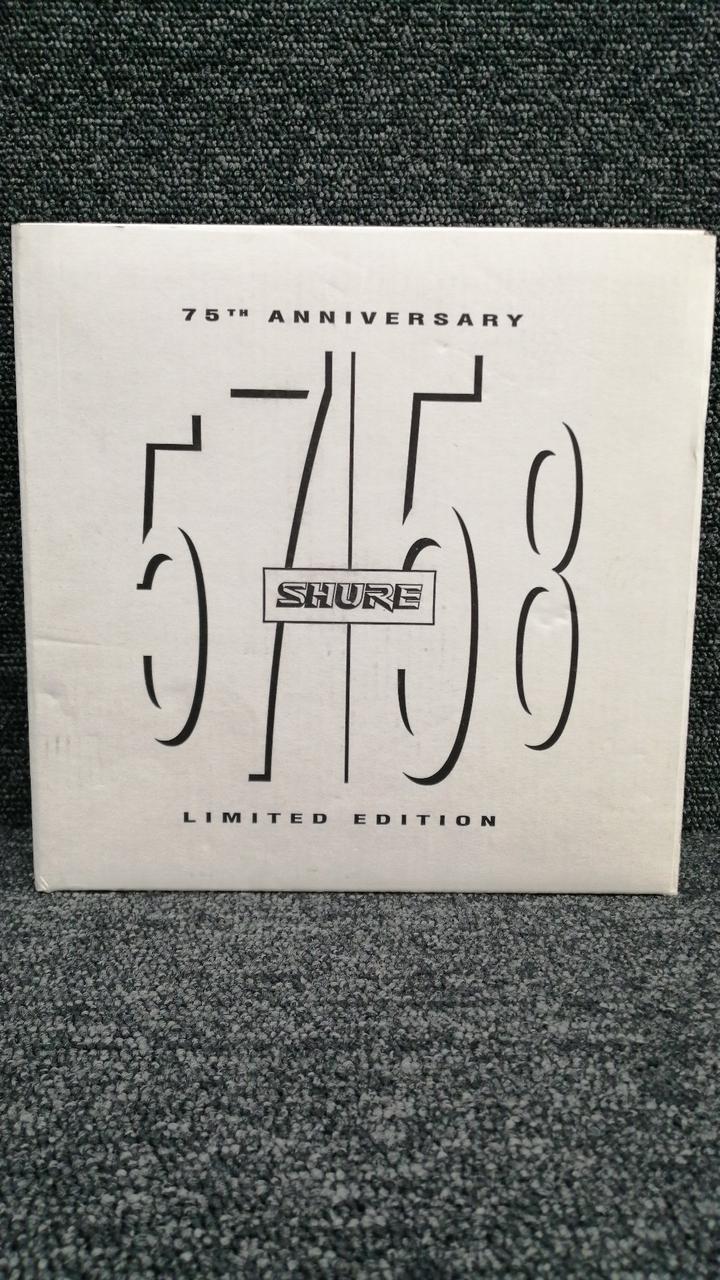 75TH ANNIVERSARY
57|58
SHURE
LIMITED EDITION